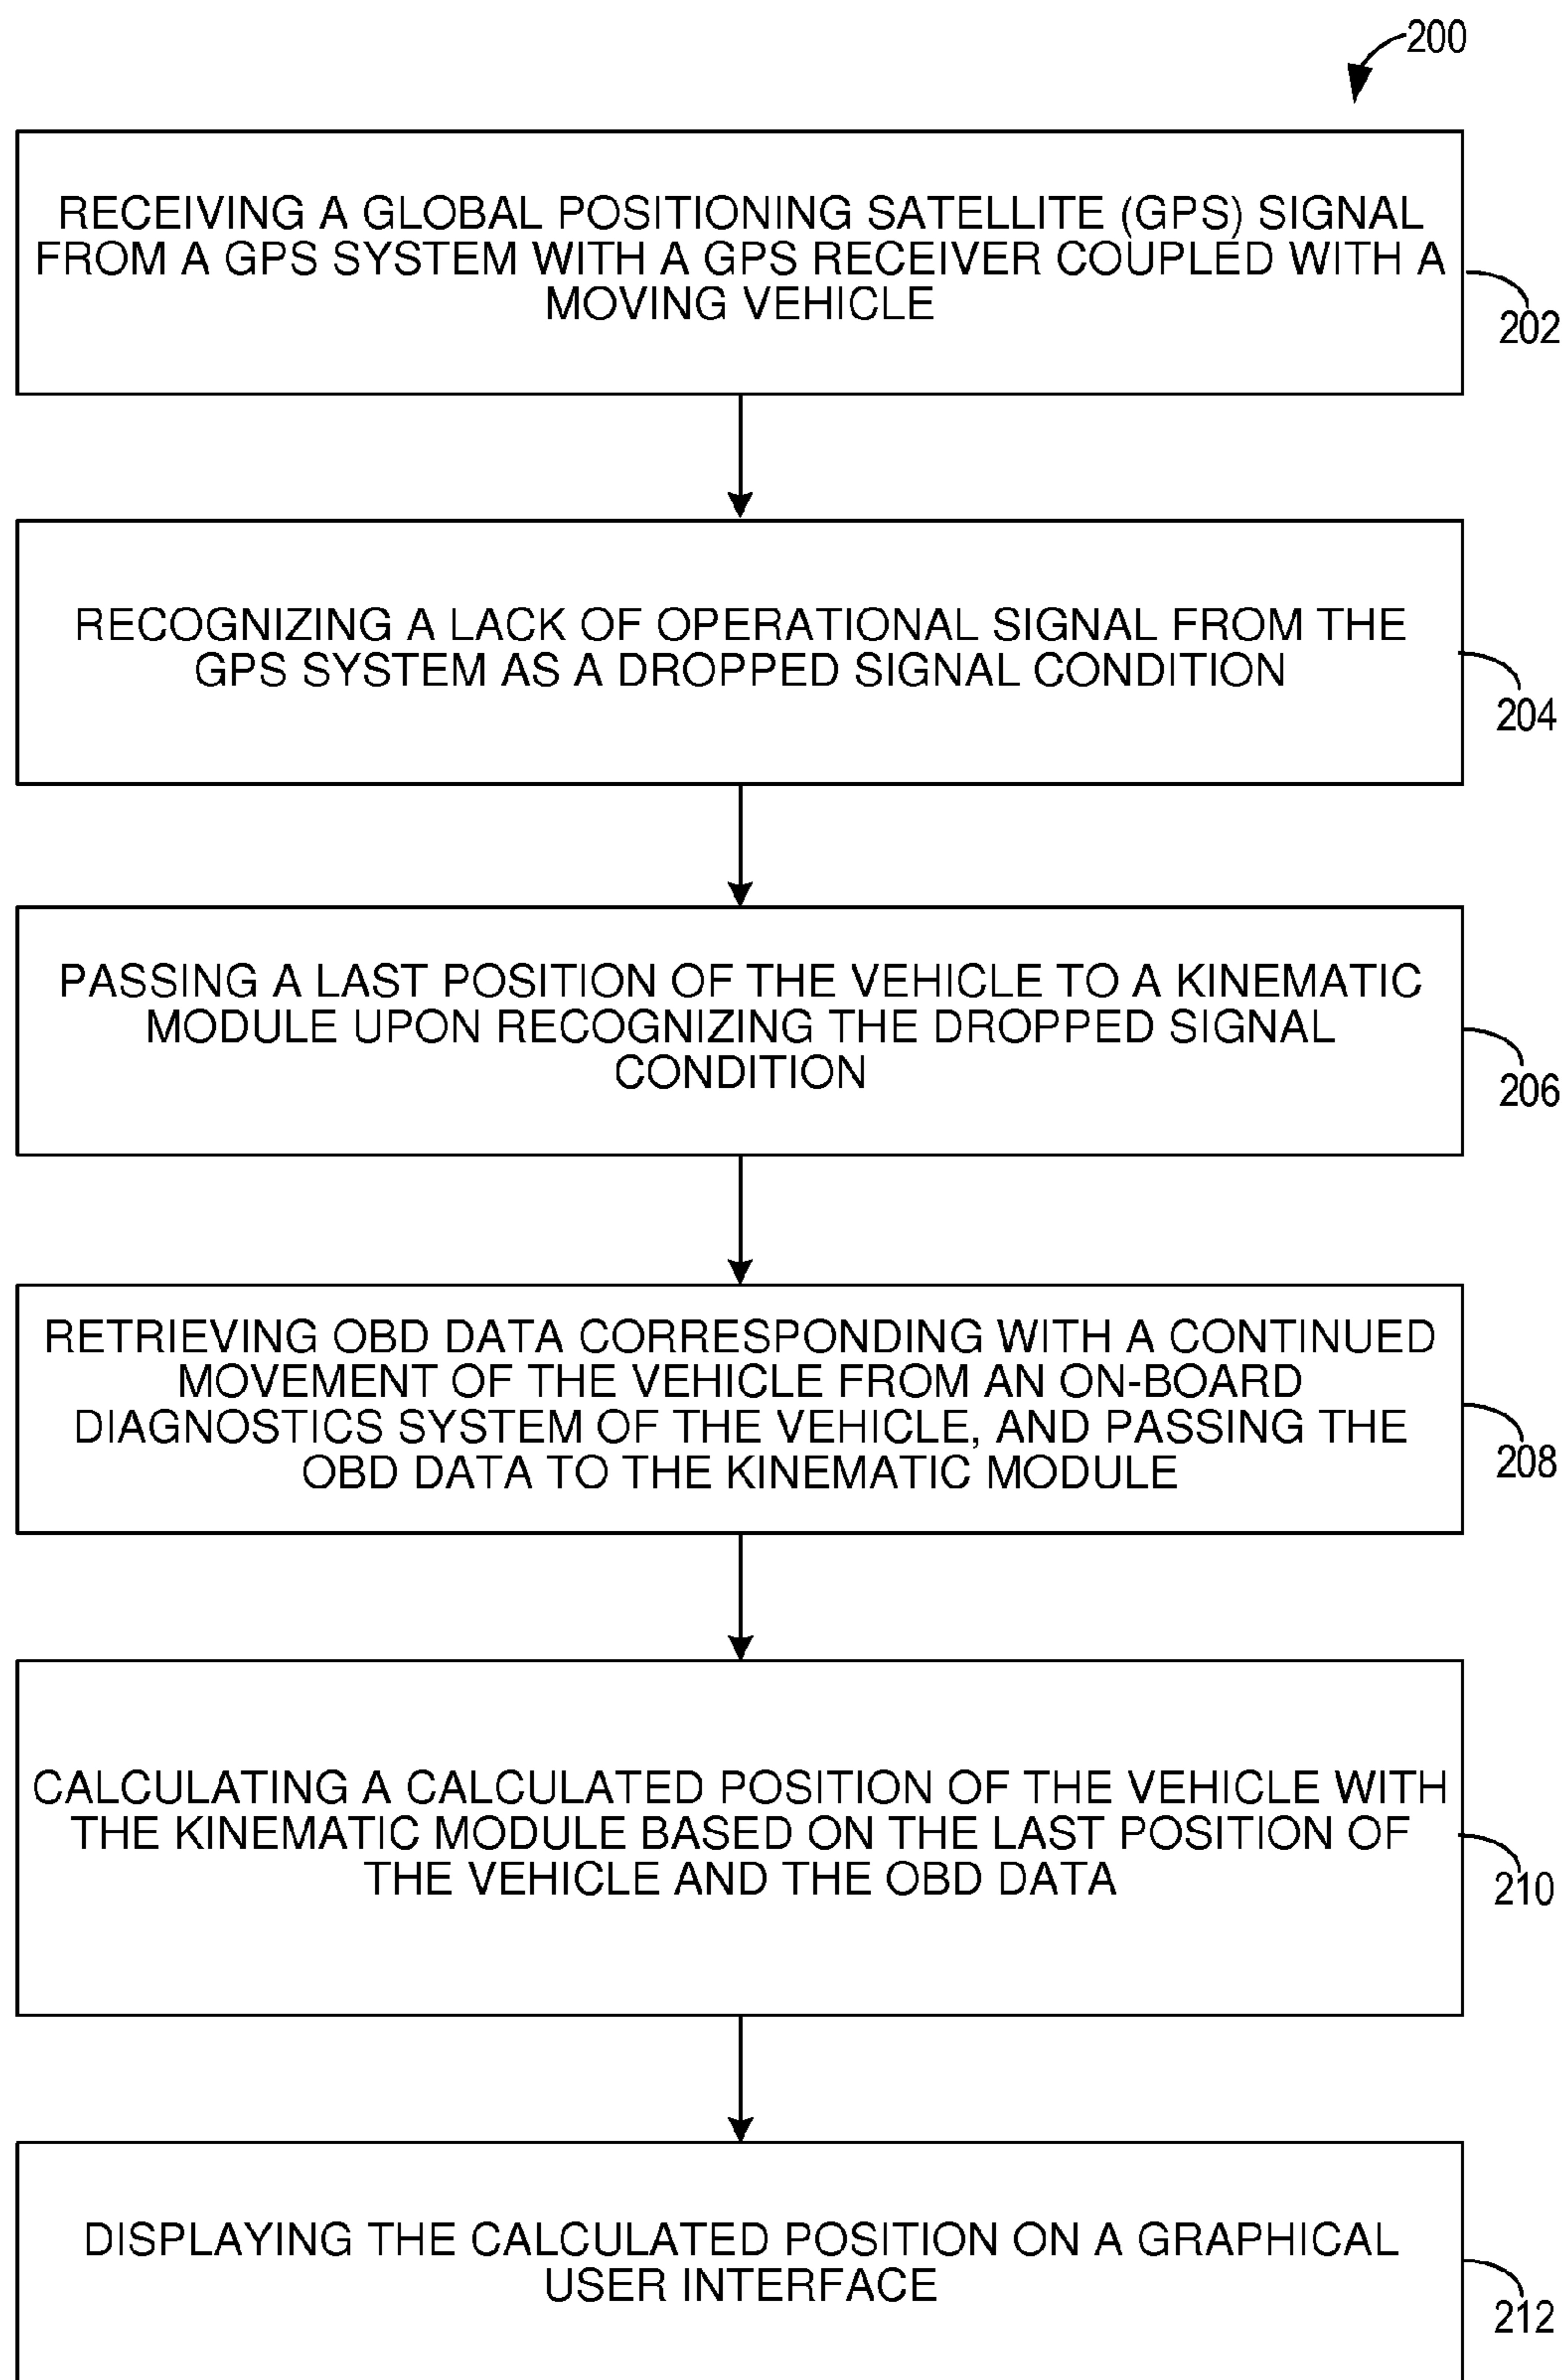 200
RECEIVING A GLOBAL POSITIONING SATELLITE (GPS) SIGNAL
FROM A GPS SYSTEM WITH A GPS RECEIVER COUPLED WITH A
MOVING VEHICLE
202
RECOGNIZING A LACK OF OPERATIONAL SIGNAL FROM THE
GPS SYSTEM AS A DROPPED SIGNAL CONDITION
204
PASSING A LAST POSITION OF THE VEHICLE TO A KINEMATIC
MODULE UPON RECOGNIZING THE DROPPED SIGNAL
CONDITION
206
RETRIEVING OBD DATA CORRESPONDING WITH A CONTINUED
MOVEMENT OF THE VEHICLE FROM AN ON-BOARD
DIAGNOSTICS SYSTEM OF THE VEHICLE, AND PASSING THE
OBD DATA TO THE KINEMATIC MODULE
208
CALCULATING A CALCULATED POSITION OF THE VEHICLE WITH
THE KINEMATIC MODULE BASED ON THE LAST POSITION OF
THE VEHICLE AND THE OBD DATA
210
DISPLAYING THE CALCULATED POSITION ON A GRAPHICAL
USER INTERFACE
212